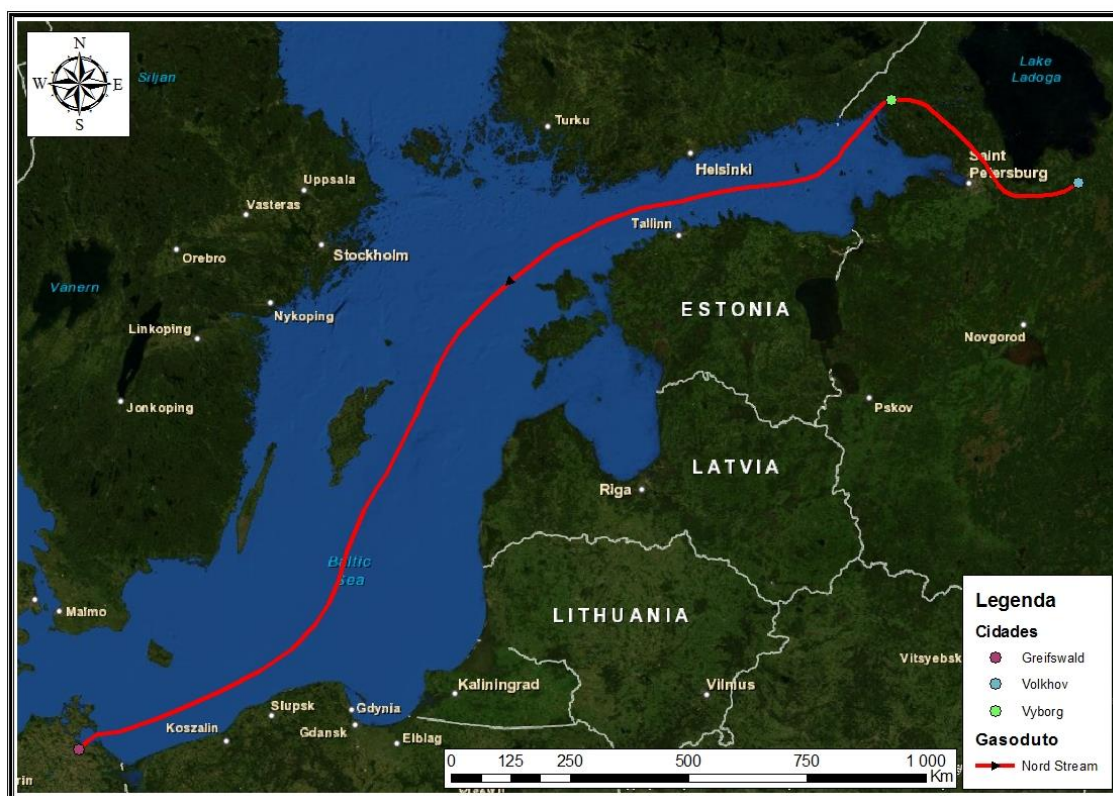 N
W E
S
Siljan
Lake
Ladoga
Turku
Helsinki
Saint
Petersburg
Uppsala
Vasteras
Tallinn
Orebro
Stockholm
Vanern
Nykoping
ESTONIA
Linkoping
Novgorod
Jonkoping
Pskov
LATVIA
Riga
Baltic
Sea
Malmo
LITHUANIA
Vitsyebsk
Kaliningrad
Vilnius
Slupsk
Gdynia
Koszalin
Gdansk
Elblag
Legenda
Cidades
Greifswald
Volkhov
Vyborg
Gasoduto
Nord Stream
0 125 250 500 750 1 000
Km